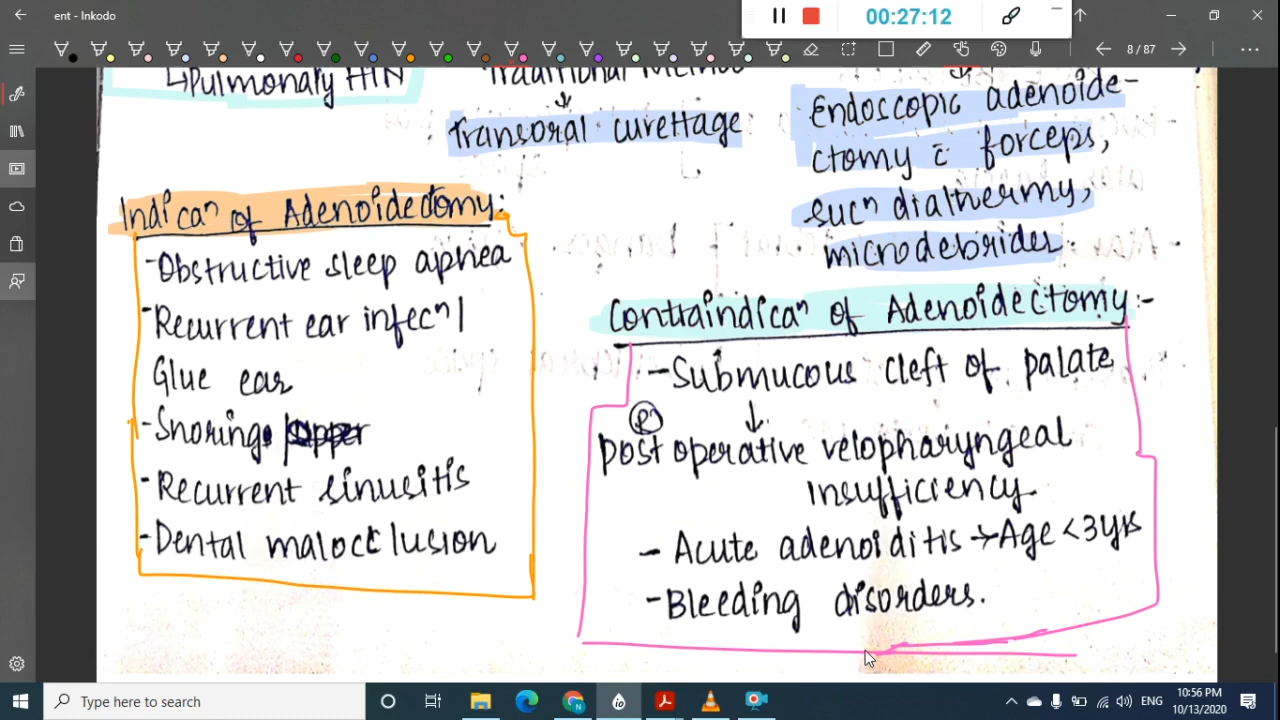 ent - Inkodo
00:27:12
8 / 87
↳Pulmonary HTN
Traditional Method
↓
Transoral curettage
Endoscopic adenoide-
ctomy c̄ forceps,
sucⁿ diathermy,
microdebrider.
Indicaⁿ of Adenoidectomy:
-Obstructive sleep apnea
-Recurrent ear infecⁿ/
Glue ear
-Snoring
-Recurrent sinusitis
-Dental malocclusion
Contraindicaⁿ of Adenoidectomy:-
-Submucous cleft of palate
↓
post operative velopharyngeal
insufficiency
- Acute adenoiditis → Age <3yrs
-Bleeding disorders.
Type here to search
ENG
10:56 PM
10/13/2020